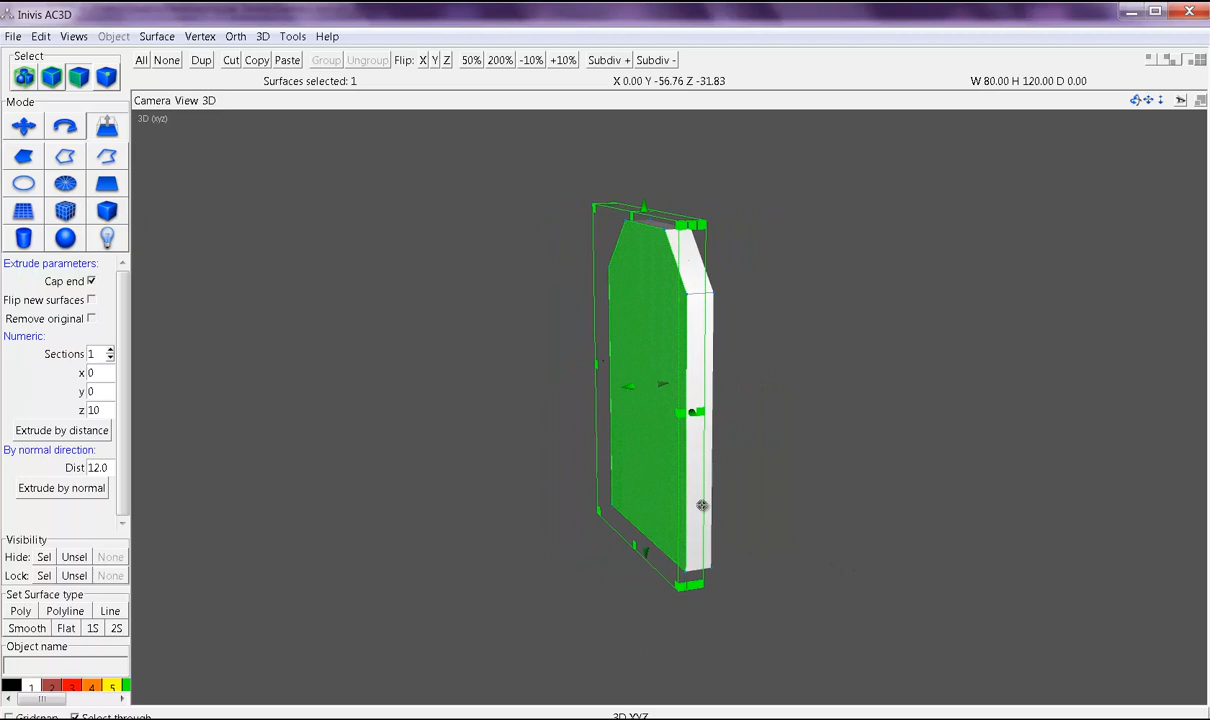 Inivis AC3D
File Edit Views Object Surface Vertex Orth 3D Tools Help
Select
All None Dup Cut Copy Paste Group Ungroup Flip: X Y Z 50% 200% -10% +10% Subdiv + Subdiv -
Surfaces selected: 1 X 0.00 Y -56.76 Z -31.83 W 80.00 H 120.00 D 0.00
Mode
Camera View 3D
3D (xyz)
Extrude parameters:
Cap end
Flip new surfaces
Remove original
Numeric:
Sections 1
x 0
y 0
z 10
Extrude by distance
By normal direction:
Dist 12.0
Extrude by normal
Visibility
Hide: Sel Unsel None
Lock: Sel Unsel None
Set Surface type
Poly Polyline Line
Smooth Flat 1S 2S
Object name
1 2 3 4 5
Gridsnap Select through 3D XYZ